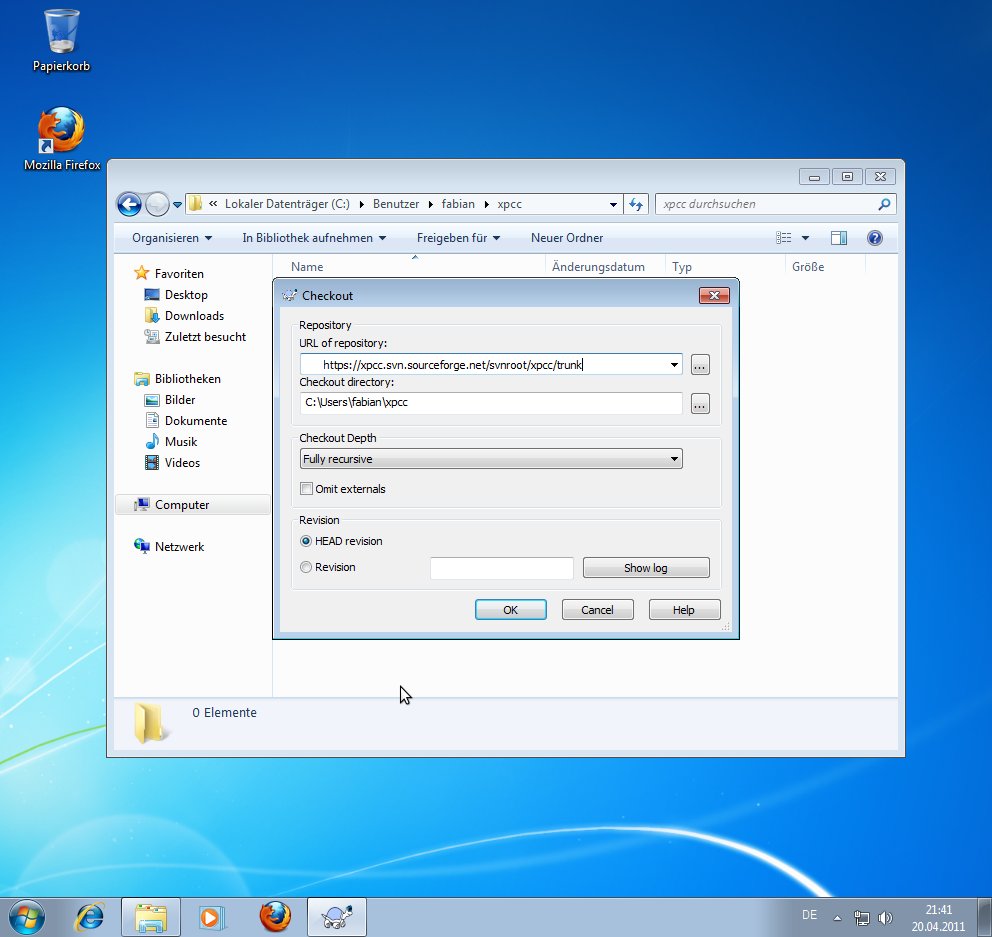 Papierkorb
Mozilla Firefox
« Lokaler Datenträger (C:) Benutzer fabian xpcc
xpcc durchsuchen
Organisieren In Bibliothek aufnehmen Freigeben für Neuer Ordner
Favoriten
Desktop
Downloads
Zuletzt besucht
Bibliotheken
Bilder
Dokumente
Musik
Videos
Computer
Netzwerk
Name Änderungsdatum Typ Größe
Checkout
Repository
URL of repository:
https://xpcc.svn.sourceforge.net/svnroot/xpcc/trunk
...
Checkout directory:
C:\Users\fabian\xpcc
...
Checkout Depth
Fully recursive
Omit externals
Revision
HEAD revision
Revision
Show log
OK Cancel Help
0 Elemente
DE
21:41
20.04.2011